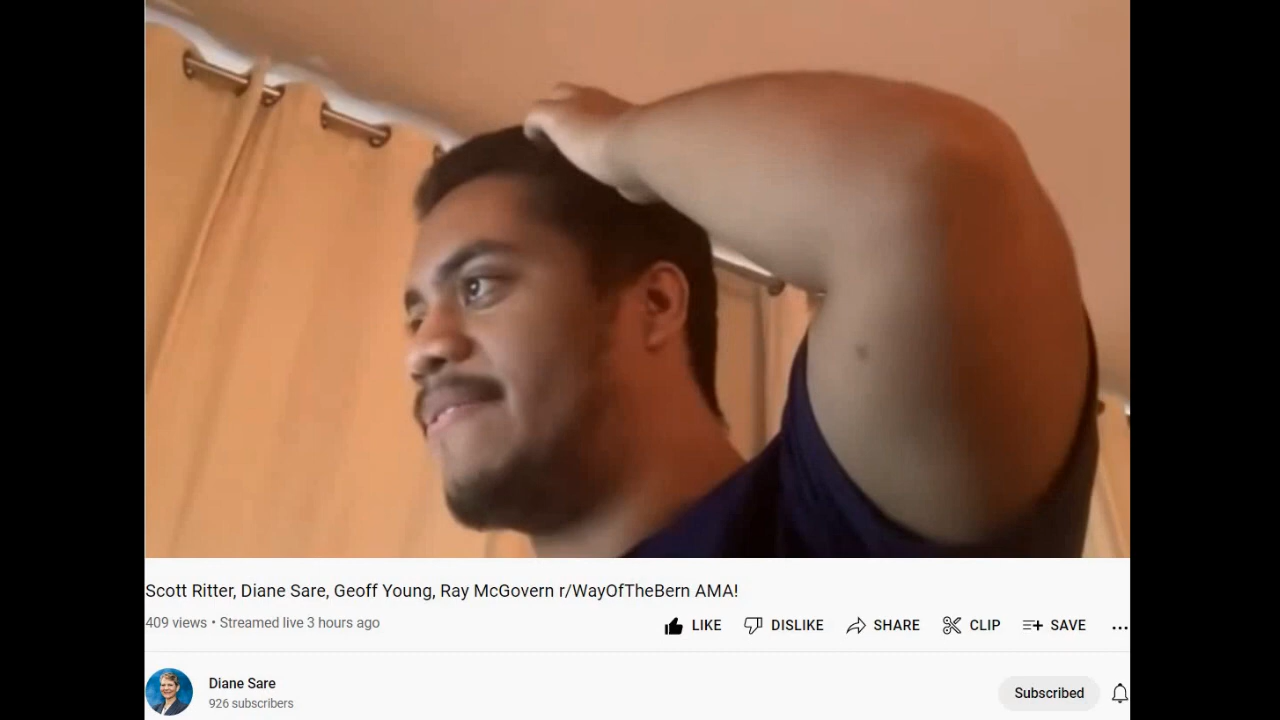 Scott Ritter, Diane Sare, Geoff Young, Ray McGovern r/WayOfTheBern AMA!
409 views • Streamed live 3 hours ago
LIKE
DISLIKE
SHARE
CLIP
SAVE
...
Diane Sare
926 subscribers
Subscribed